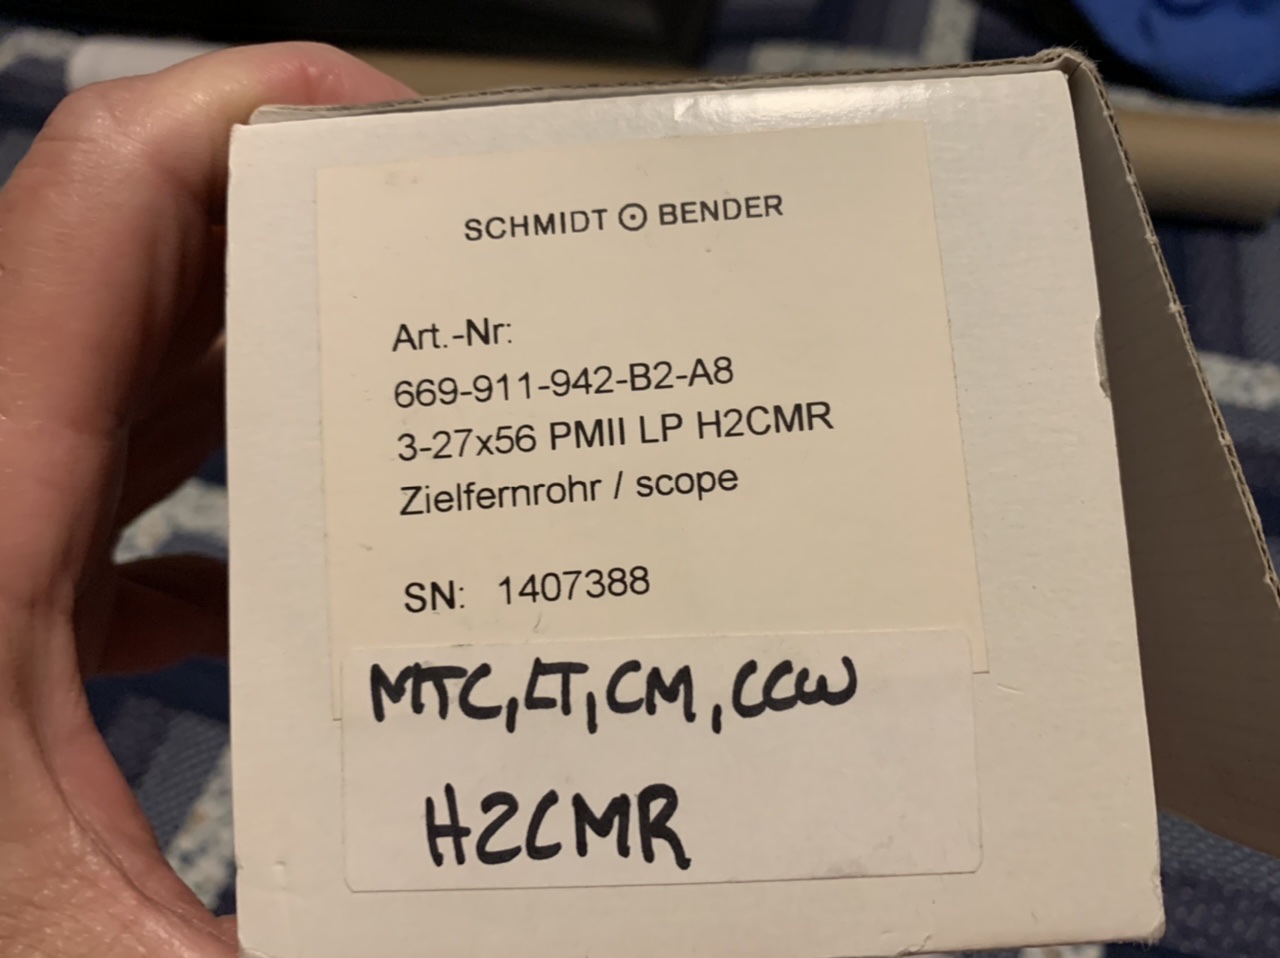 SCHMIDT BENDER
Art.-Nr:
669-911-942-B2-A8
3-27x56 PMII LP H2CMR
Zielfernrohr / scope
SN: 1407388
MTC, LT, CM, CCW
H2CMR